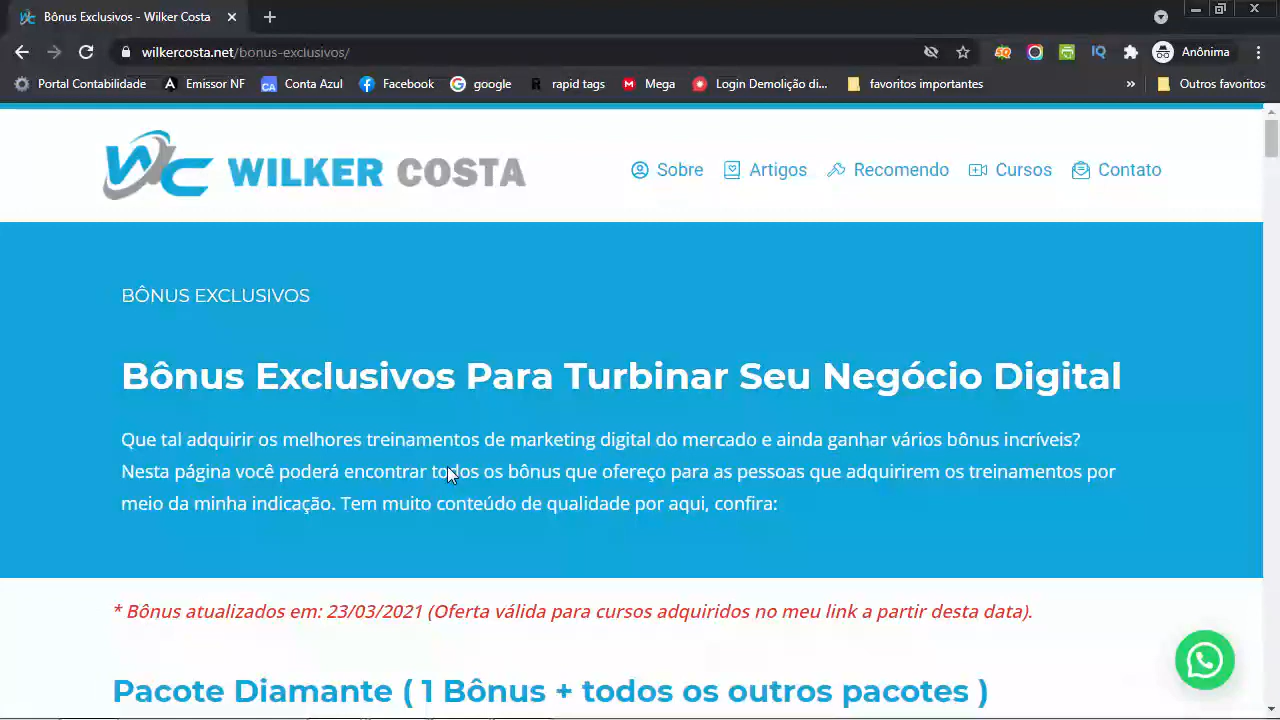 Bônus Exclusivos - Wilker Costa
wilkercosta.net/bonus-exclusivos/
SQ
IQ
Anônima
Portal Contabilidade
Emissor NF
CA
Conta Azul
Facebook
google
rapid tags
Mega
Login Demolição di...
favoritos importantes
»
Outros favoritos
WC WILKER COSTA
Sobre
Artigos
Recomendo
Cursos
Contato
BÔNUS EXCLUSIVOS
Bônus Exclusivos Para Turbinar Seu Negócio Digital
Que tal adquirir os melhores treinamentos de marketing digital do mercado e ainda ganhar vários bônus incríveis?
Nesta página você poderá encontrar todos os bônus que ofereço para as pessoas que adquirirem os treinamentos por
meio da minha indicação. Tem muito conteúdo de qualidade por aqui, confira:
* Bônus atualizados em: 23/03/2021 (Oferta válida para cursos adquiridos no meu link a partir desta data).
Pacote Diamante ( 1 Bônus + todos os outros pacotes )